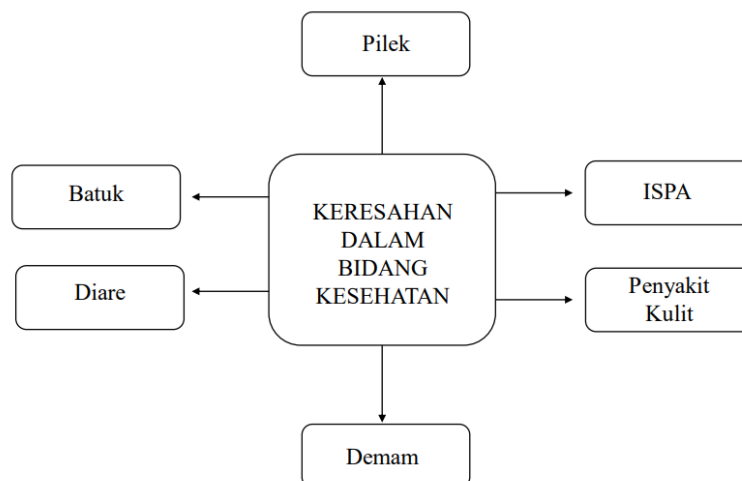 Pilek
Batuk
KERESAHAN
DALAM
BIDANG
KESEHATAN
ISPA
Diare
Penyakit
Kulit
Demam